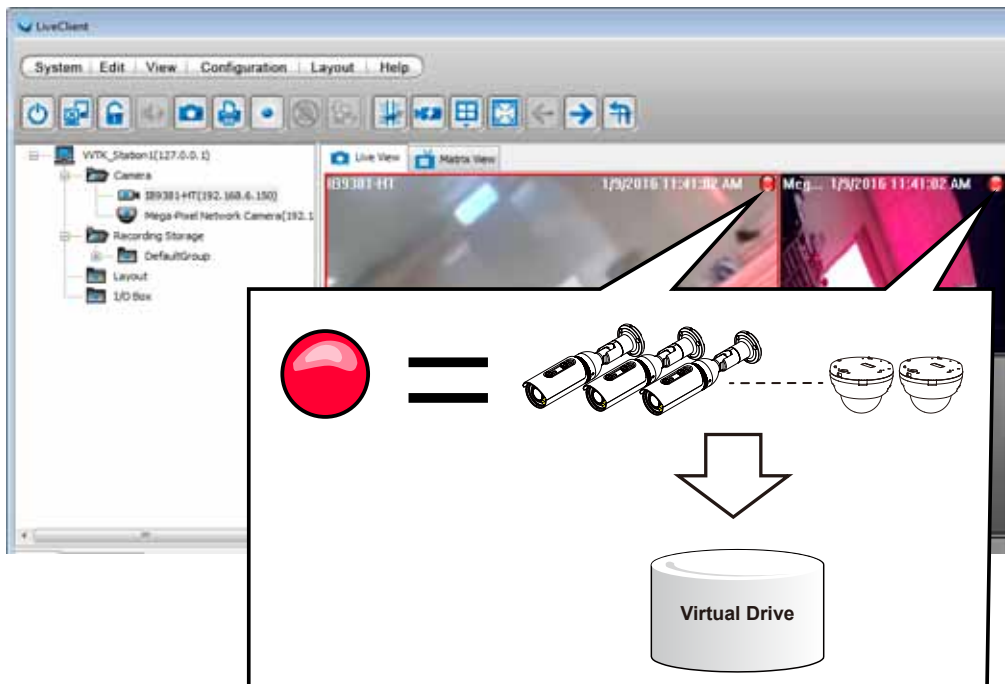 LiveClient
System Edit View Configuration Layout Help
VVTK_Station1(127.0.0.1)
Camera
IB9381-HT(192.168.6.150)
Mega-Pixel Network Camera(192.1
Recording Storage
DefaultGroup
Layout
I/O Box
Live View Matrix View
IB9381-HT 1/9/2016 11:41:02 AM Meg... 1/9/2016 11:41:02 AM
Virtual Drive